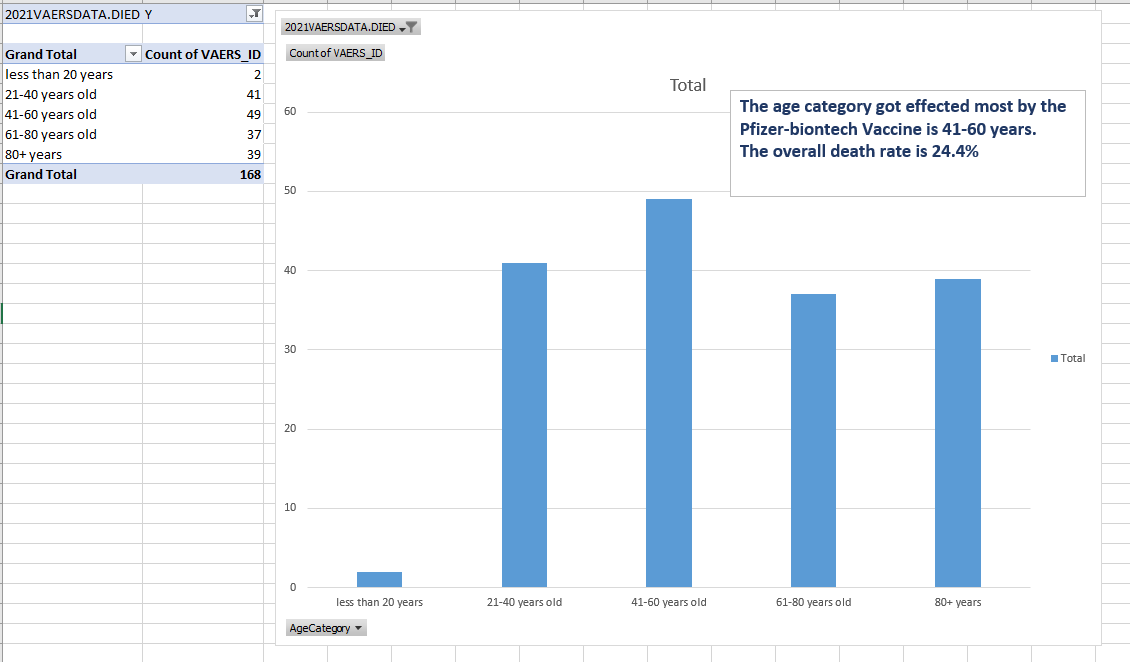 2021VAERSDATA.DIED Y
Grand Total Count of VAERS_ID
less than 20 years 2
21-40 years old 41
41-60 years old 49
61-80 years old 37
80+ years 39
Grand Total 168
2021VAERSDATA.DIED
Count of VAERS_ID
Total
The age category got effected most by the
Pfizer-biontech Vaccine is 41-60 years.
The overall death rate is 24.4%
60
50
40
30
20
10
0
Total
less than 20 years 21-40 years old 41-60 years old 61-80 years old 80+ years
AgeCategory